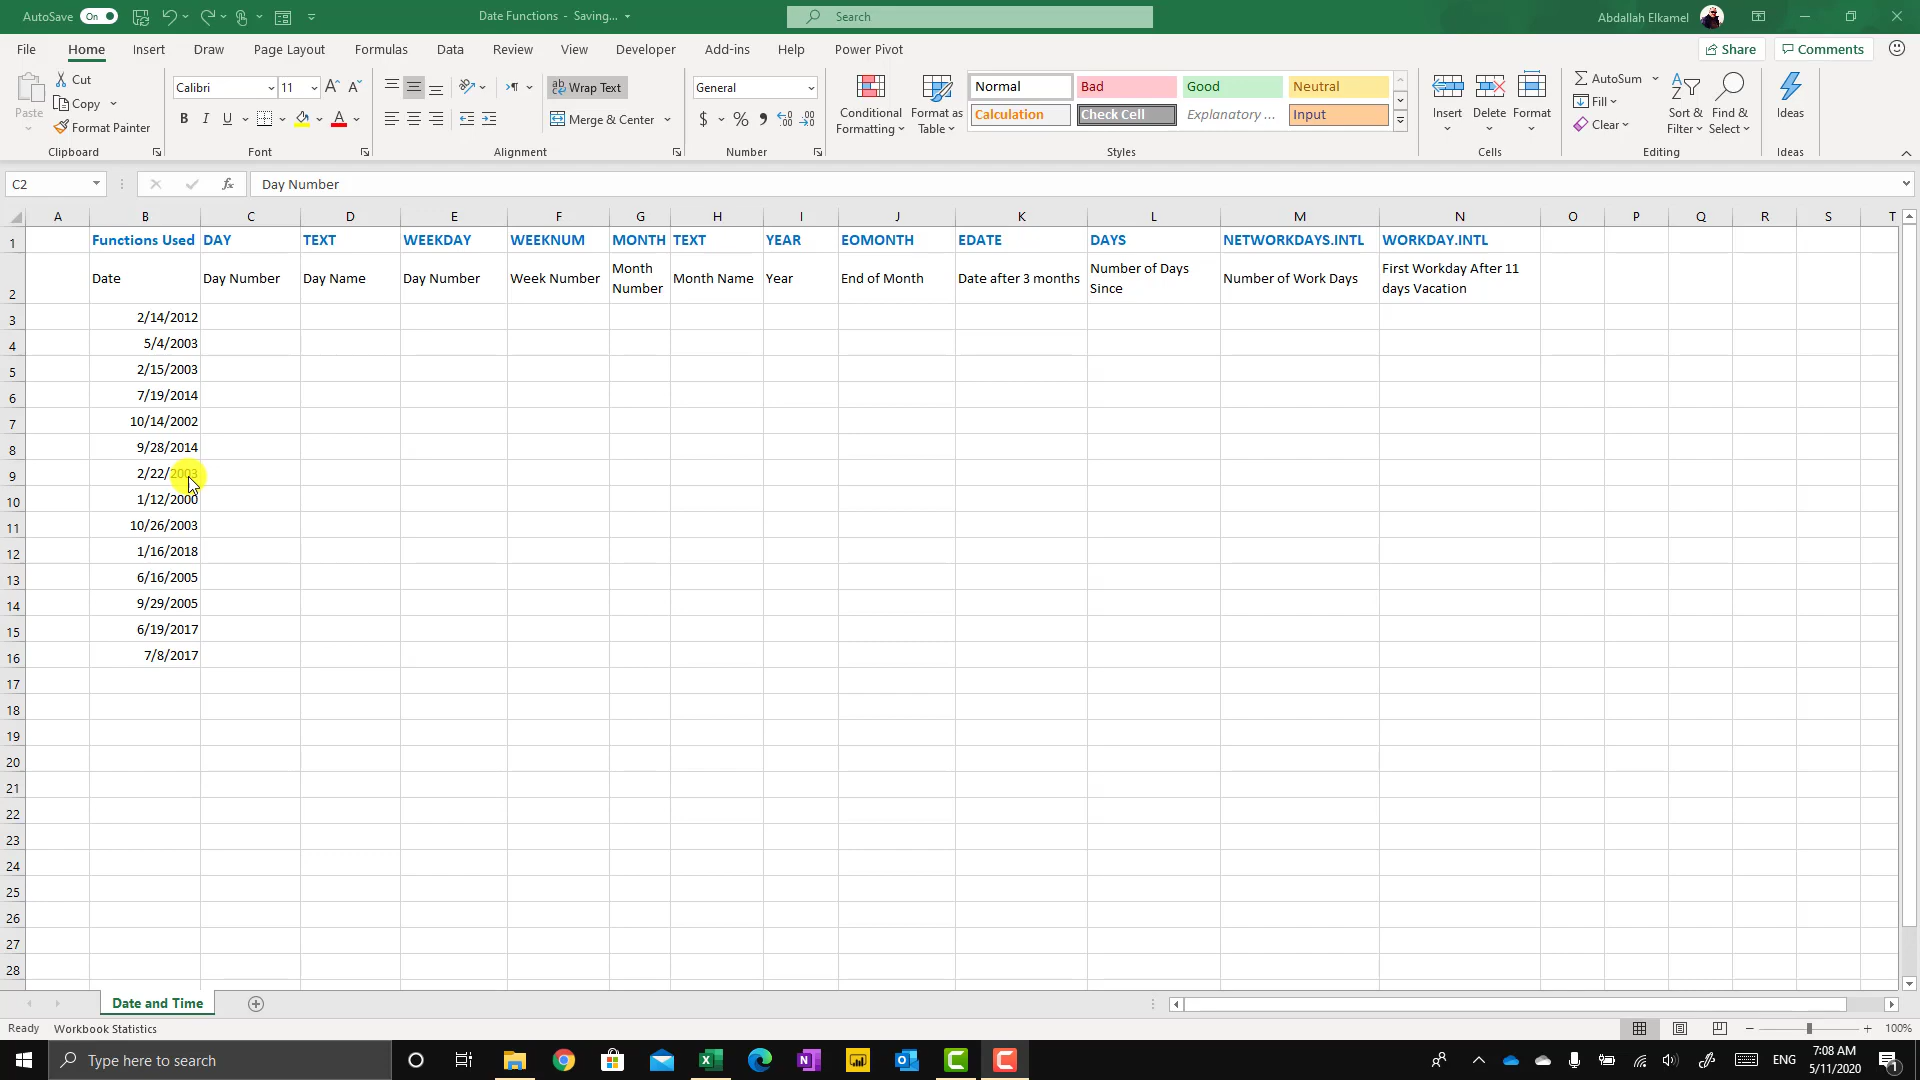 AutoSave On Date Functions - Saving... Search Abdallah Elkamel
File Home Insert Draw Page Layout Formulas Data Review View Developer Add-ins Help Power Pivot Share Comments
Paste
Cut
Copy
Format Painter
Clipboard
Calibri 11
B I U A
Font
Wrap Text
Merge & Center
Alignment
General
$ % 9
Number
Conditional Formatting
Format as Table
Normal Bad Good Neutral
Calculation Check Cell Explanatory ... Input
Styles
Insert Delete Format
Cells
AutoSum
Fill
Clear
Sort & Filter
Find & Select
Editing
Ideas
Ideas
C2 fx Day Number
A B C D E F G H I J K L M N O P Q R S T
1 Functions Used DAY TEXT WEEKDAY WEEKNUM MONTH TEXT YEAR EOMONTH EDATE DAYS NETWORKDAYS.INTL WORKDAY.INTL
2 Date Day Number Day Name Day Number Week Number Month Number Month Name Year End of Month Date after 3 months Number of Days Since Number of Work Days First Workday After 11 days Vacation
3 2/14/2012
4 5/4/2003
5 2/15/2003
6 7/19/2014
7 10/14/2002
8 9/28/2014
9 2/22/2003
10 1/12/2000
11 10/26/2003
12 1/16/2018
13 6/16/2005
14 9/29/2005
15 6/19/2017
16 7/8/2017
17
18
19
20
21
22
23
24
25
26
27
28
Date and Time
Ready Workbook Statistics 100%
Type here to search ENG 7:08 AM
5/11/2020 1